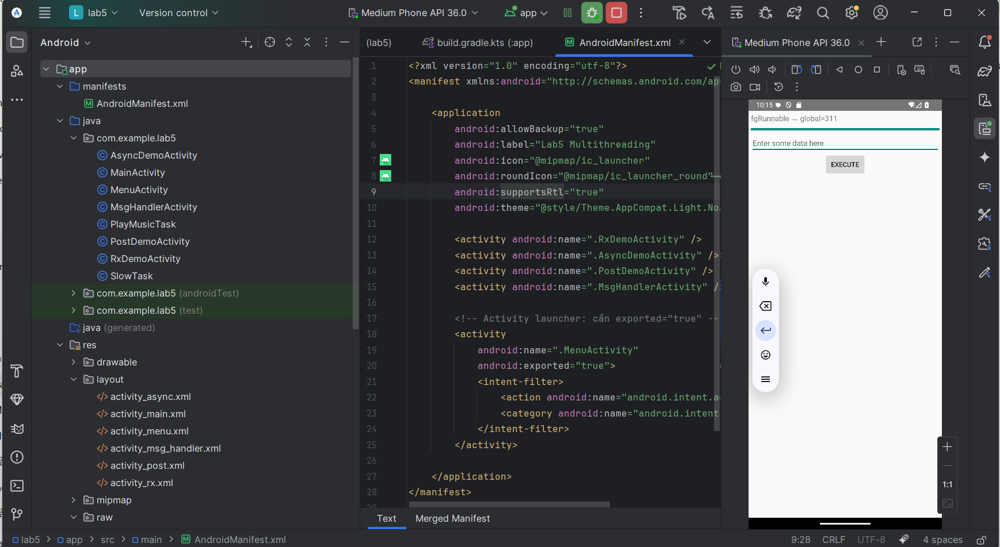 L lab5 Version control Medium Phone API 36.0 app
Android
(lab5) build.gradle.kts (:app) AndroidManifest.xml
Medium Phone API 36.0
app
manifests
AndroidManifest.xml
java
com.example.lab5
AsyncDemoActivity
MainActivity
MenuActivity
MsgHandlerActivity
PlayMusicTask
PostDemoActivity
RxDemoActivity
SlowTask
com.example.lab5 (androidTest)
com.example.lab5 (test)
java (generated)
res
drawable
layout
activity_async.xml
activity_main.xml
activity_menu.xml
activity_msg_handler.xml
activity_post.xml
activity_rx.xml
mipmap
raw
1 <?xml version="1.0" encoding="utf-8"?>
2 <manifest xmlns:android="http://schemas.android.com/ap
3
4 <application
5 android:allowBackup="true"
6 android:label="Lab5 Multithreading"
7 android:icon="@mipmap/ic_launcher"
8 android:roundIcon="@mipmap/ic_launcher_round"
9 android:supportsRtl="true"
10 android:theme="@style/Theme.AppCompat.Light.No
11
12 <activity android:name=".RxDemoActivity" />
13 <activity android:name=".AsyncDemoActivity" />
14 <activity android:name=".PostDemoActivity" />
15 <activity android:name=".MsgHandlerActivity" /
16
17 <!-- Activity launcher: cần exported="true" --
18 <activity
19 android:name=".MenuActivity"
20 android:exported="true">
21 <intent-filter>
22 <action android:name="android.intent.a
23 <category android:name="android.intent
24 </intent-filter>
25 </activity>
26
27 </application>
28 </manifest>
29
Text Merged Manifest
10:15
fgRunnable → global=311
Enter some data here
EXECUTE
1:1
lab5 > app > src > main > AndroidManifest.xml
9:28 CRLF UTF-8 4 spaces